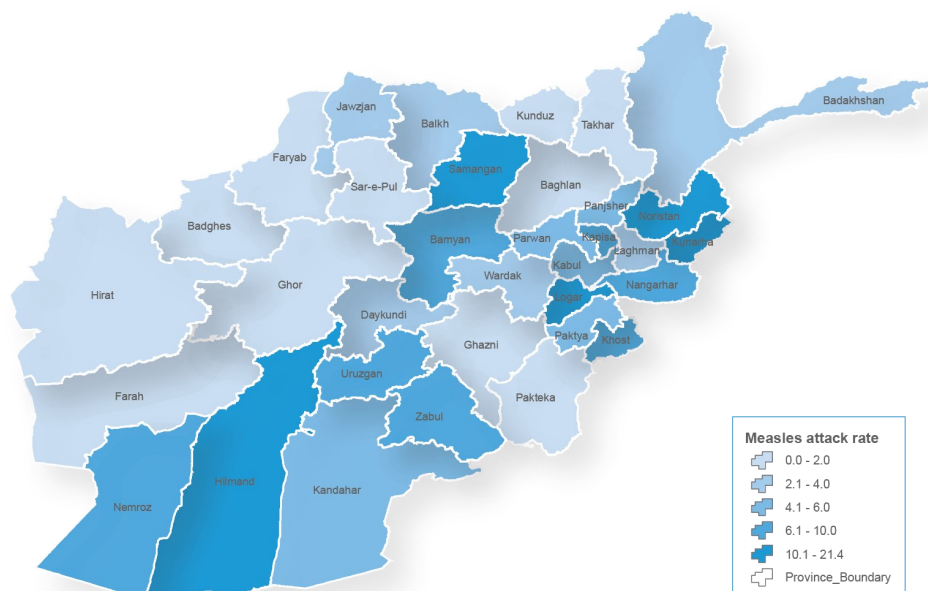 Badakhshan
Jawzjan
Balkh
Kunduz
Takhar
Faryab
Samangan
Sar-e-Pul
Baghlan
Panjsher
Noristan
Badghes
Bamyan
Parwan
Kapisa
Laghman
Kunarha
Kabul
Hirat
Ghor
Wardak
Nangarhar
Logar
Daykundi
Paktya
Khost
Ghazni
Uruzgan
Farah
Pakteka
Zabul
Hilmand
Kandahar
Nemroz
Measles attack rate
0.0 - 2.0
2.1 - 4.0
4.1 - 6.0
6.1 - 10.0
10.1 - 21.4
Province_Boundary